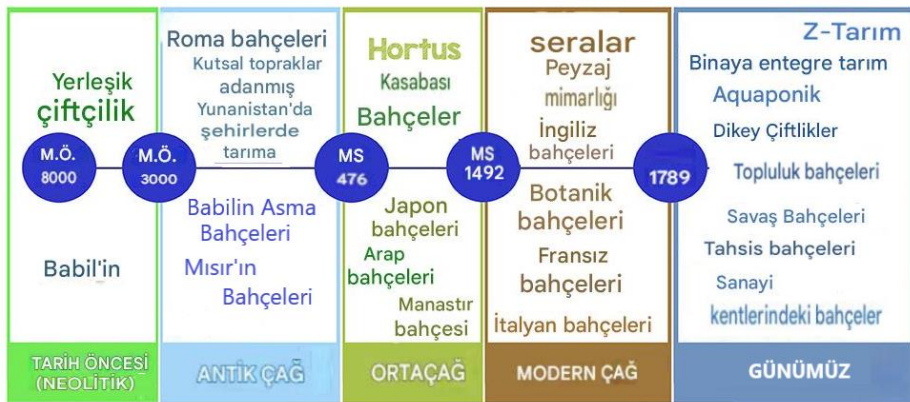 Yerleşik
çiftçilik
M.Ö.
8000
Babil'in
TARİH ÖNCESİ
(NEOLİTİK)
M.Ö.
3000
Roma bahçeleri
Kutsal topraklar
adanmış
Yunanistan'da
şehirlerde
tarıma
Babilin Asma
Bahçeleri
Mısır'ın
Bahçeleri
ANTİK ÇAĞ
MS
476
Hortus
Kasabası
Bahçeler
Japon
bahçeleri
Arap
bahçeleri
Manastır
bahçesi
ORTAÇAĞ
MS
1492
seralar
Peyzaj
mimarlığı
İngiliz
bahçeleri
Botanik
bahçeleri
Fransız
bahçeleri
İtalyan bahçeleri
MODERN ÇAĞ
1789
Z-Tarım
Binaya entegre tarım
Aquaponik
Dikey Çiftlikler
Topluluk bahçeleri
Savaş Bahçeleri
Tahsis bahçeleri
Sanayi
kentlerindeki bahçeler
GÜNÜMÜZ